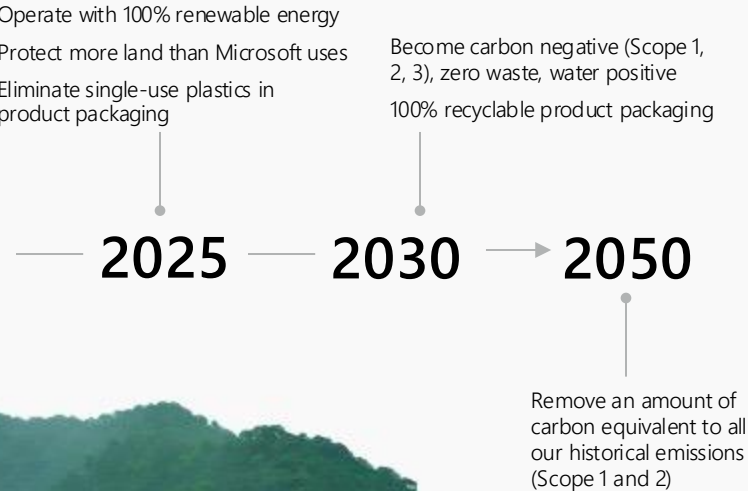 Operate with 100% renewable energy
Protect more land than Microsoft uses
Eliminate single-use plastics in
product packaging
Become carbon negative (Scope 1,
2, 3), zero waste, water positive
100% recyclable product packaging
2025
2030
2050
Remove an amount of
carbon equivalent to all
our historical emissions
(Scope 1 and 2)